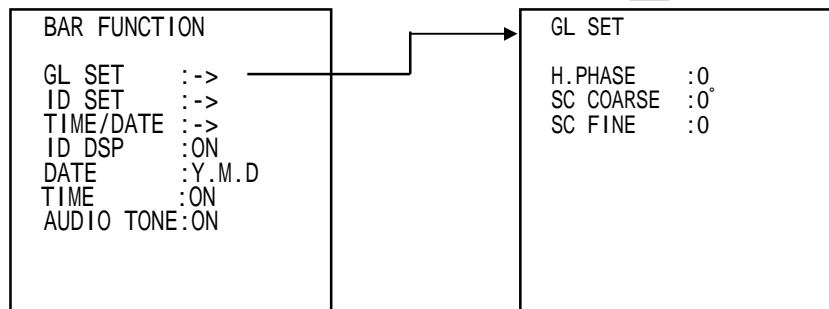 BAR FUNCTION
GL SET :->
ID SET :->
TIME/DATE :->
ID DSP :ON
DATE :Y.M.D
TIME :ON
AUDIO TONE:ON
GL SET
H.PHASE :0
SC COARSE :0°
SC FINE :0